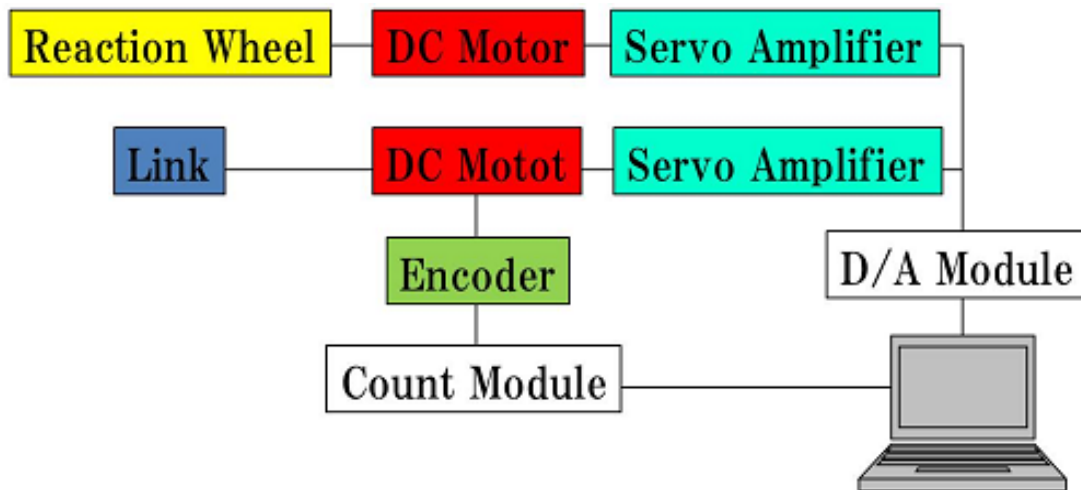 Reaction Wheel
DC Motor
Servo Amplifier
Link
DC Motot
Servo Amplifier
Encoder
D/A Module
Count Module